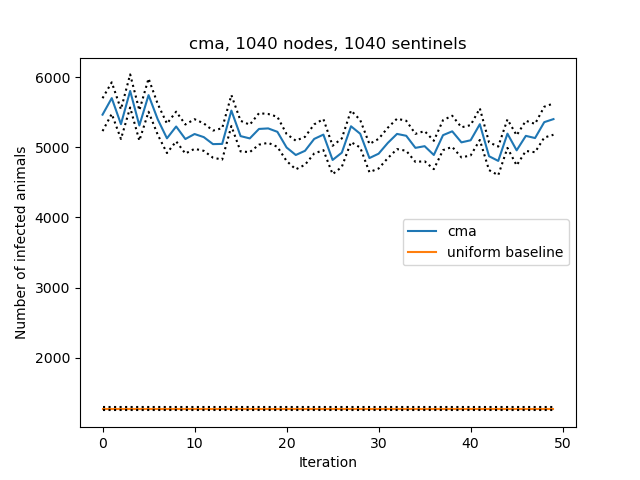 cma, 1040 nodes, 1040 sentinels
Number of infected animals
6000
5000
4000
3000
2000
cma
uniform baseline
0
10
20
30
40
50
Iteration